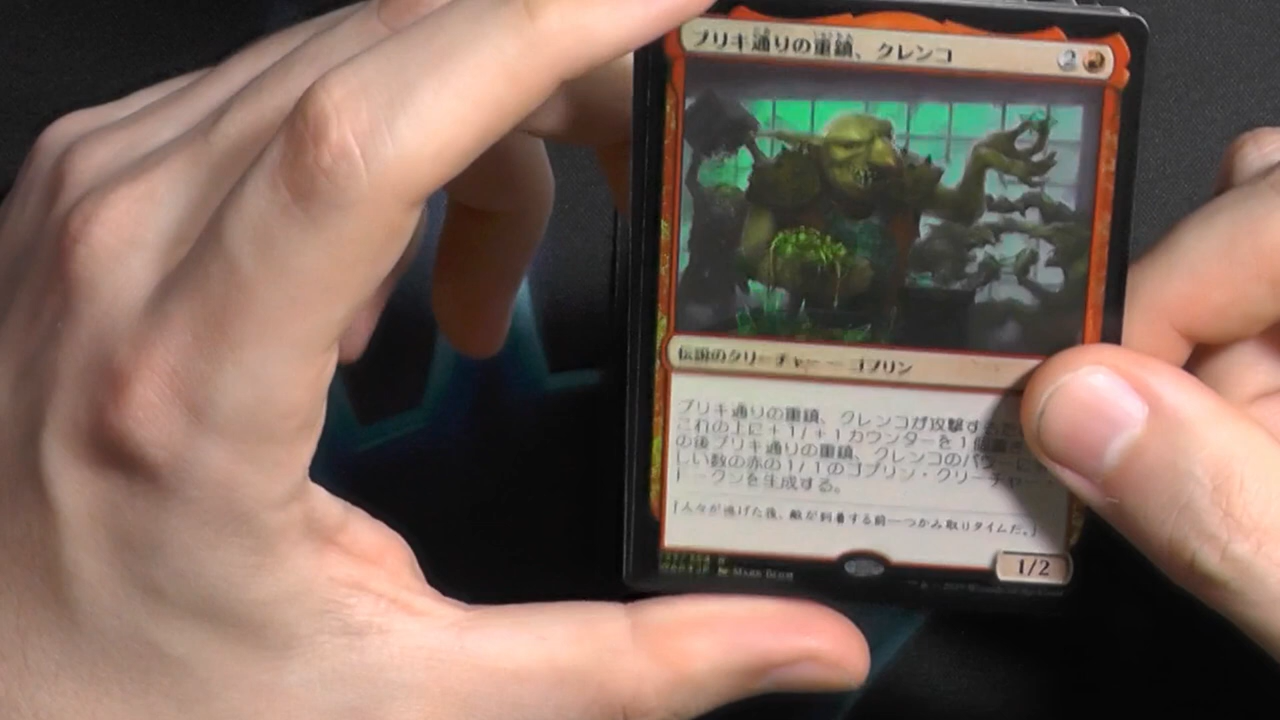 ブリキ通りの重鎮、クレンコ 2
伝説のクリーチャー — ゴブリン
ブリキ通りの重鎮、クレンコが攻撃する
これの上に+1/+1カウンターを1個置
の後ブリキ通りの重鎮、クレンコのパワーに
しい数の赤の1/1のゴブリン・クリーチャー・
トークンを生成する。
「人々が逃げた後、敵が到着する前―つかみ取りタイムだ。」
1/2